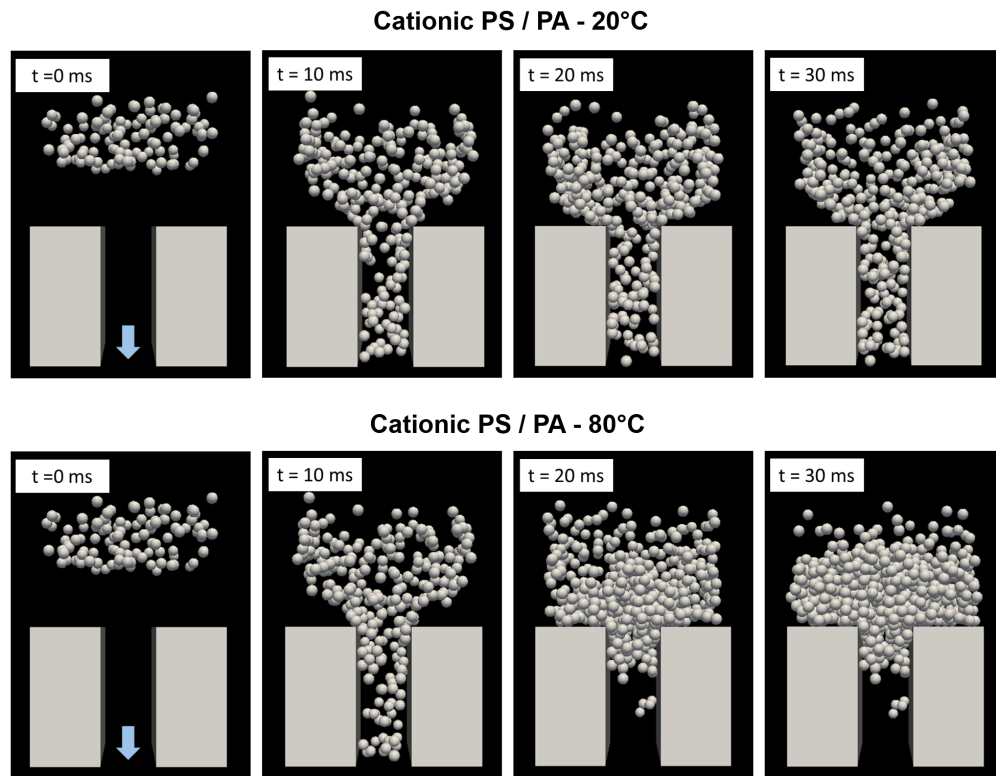 Cationic PS / PA - 20°C
t =0 ms
t = 10 ms
t = 20 ms
t = 30 ms
Cationic PS / PA - 80°C
t =0 ms
t = 10 ms
t = 20 ms
t = 30 ms